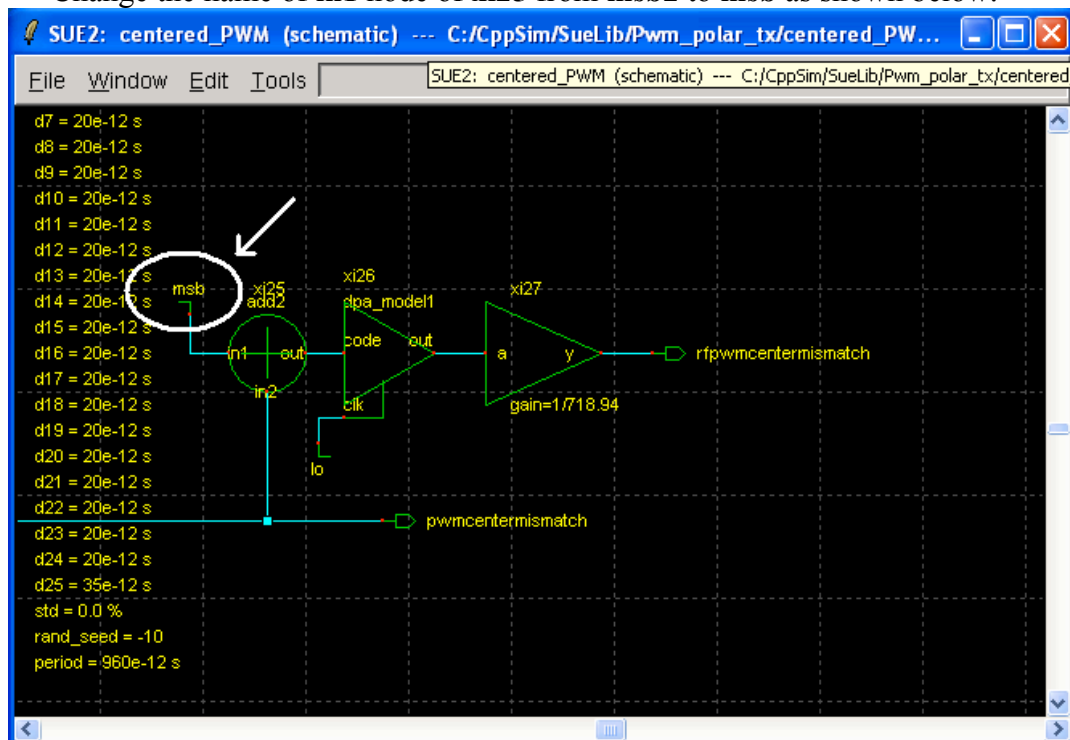 Change the name of in1 node of xi25 from msb2 to msb as shown below:
SUE2: centered_PWM (schematic) --- C:/CppSim/SueLib/Pwm_polar_tx/centered_PW...
File Window Edit Tools
SUE2: centered_PWM (schematic) --- C:/CppSim/SueLib/Pwm_polar_tx/centered
d7 = 20e-12 s
d8 = 20e-12 s
d9 = 20e-12 s
d10 = 20e-12 s
d11 = 20e-12 s
d12 = 20e-12 s
d13 = 20e-12 s
d14 = 20e-12 s
d15 = 20e-12 s
d16 = 20e-12 s
d17 = 20e-12 s
d18 = 20e-12 s
d19 = 20e-12 s
d20 = 20e-12 s
d21 = 20e-12 s
d22 = 20e-12 s
d23 = 20e-12 s
d24 = 20e-12 s
d25 = 35e-12 s
std = 0.0 %
rand_seed = -10
period = 960e-12 s
msb
xi25
add2
in1
out
in2
xi26
dpa_model1
code
out
clk
lo
xi27
a
y
gain=1/718.94
rfpwmcentermismatch
pwmcentermismatch